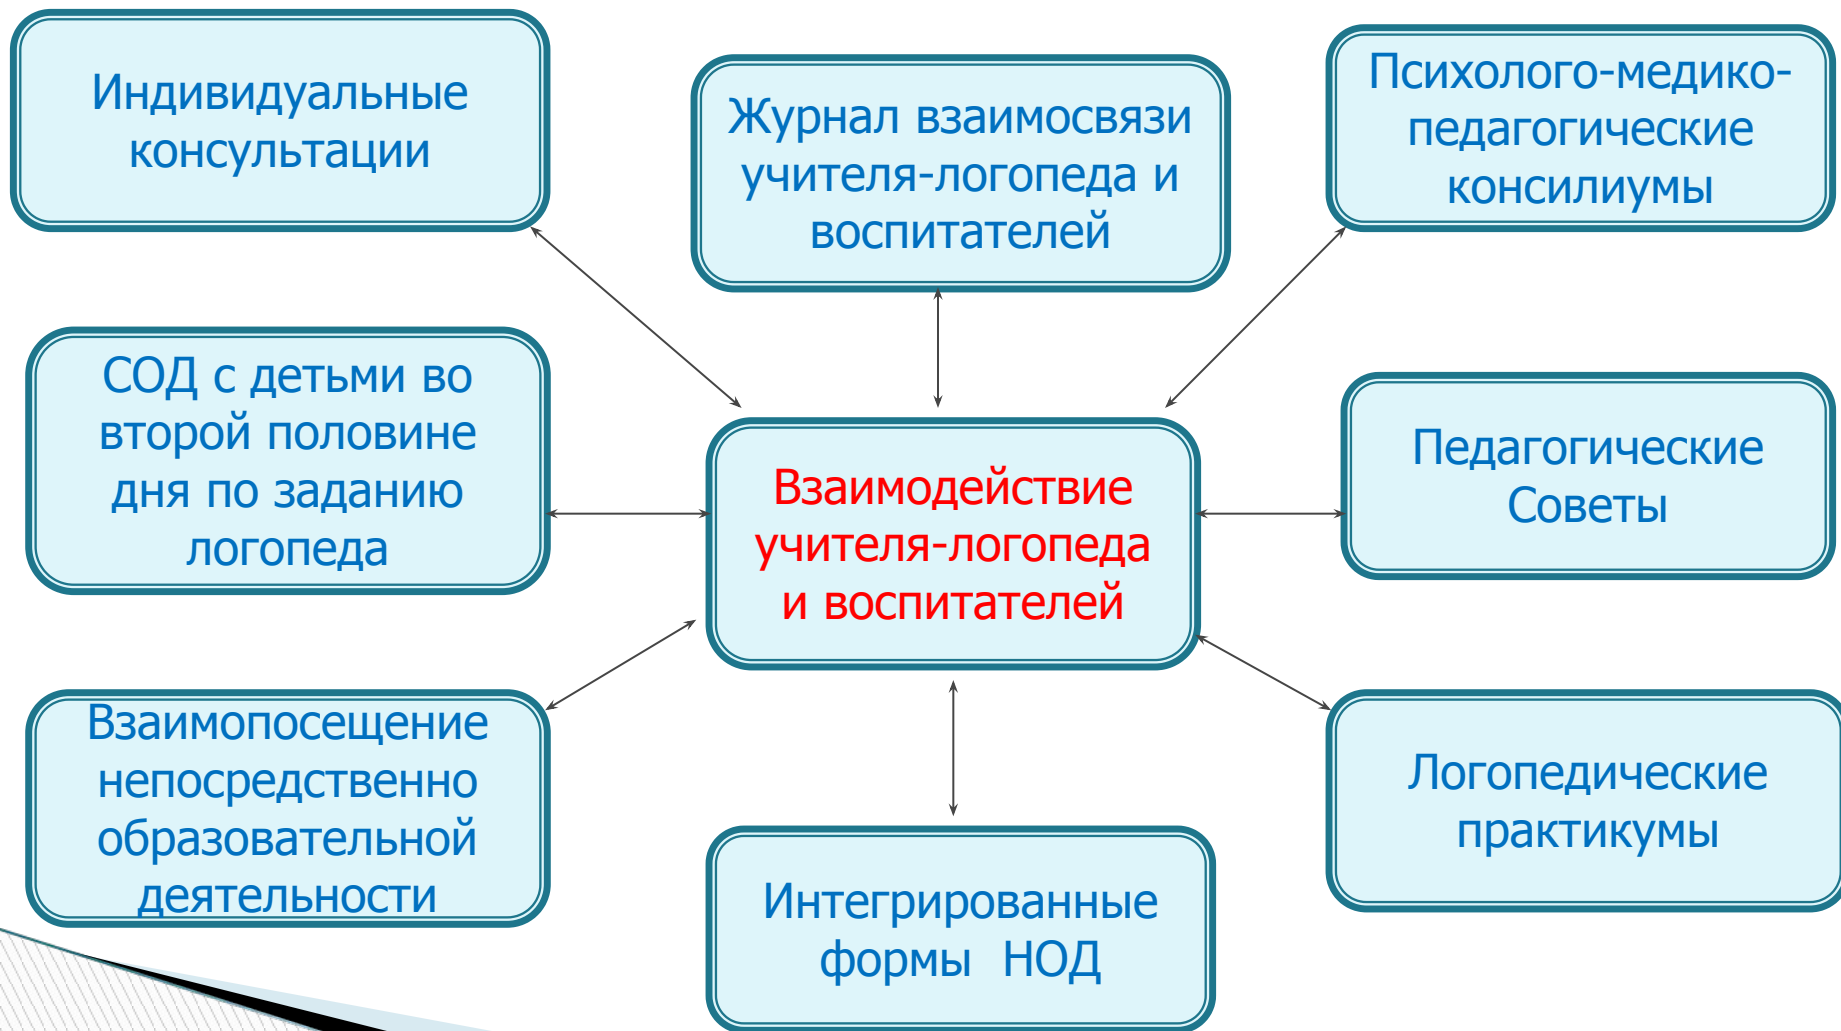 Индивидуальные
консультации
Журнал взаимосвязи
учителя-логопеда и
воспитателей
Психолого-медико-
педагогические
консилиумы
СОД с детьми во
второй половине
дня по заданию
логопеда
Взаимодействие
учителя-логопеда
и воспитателей
Педагогические
Советы
Взаимопосещение
непосредственно
образовательной
деятельности
Интегрированные
формы  НОД
Логопедические
практикумы